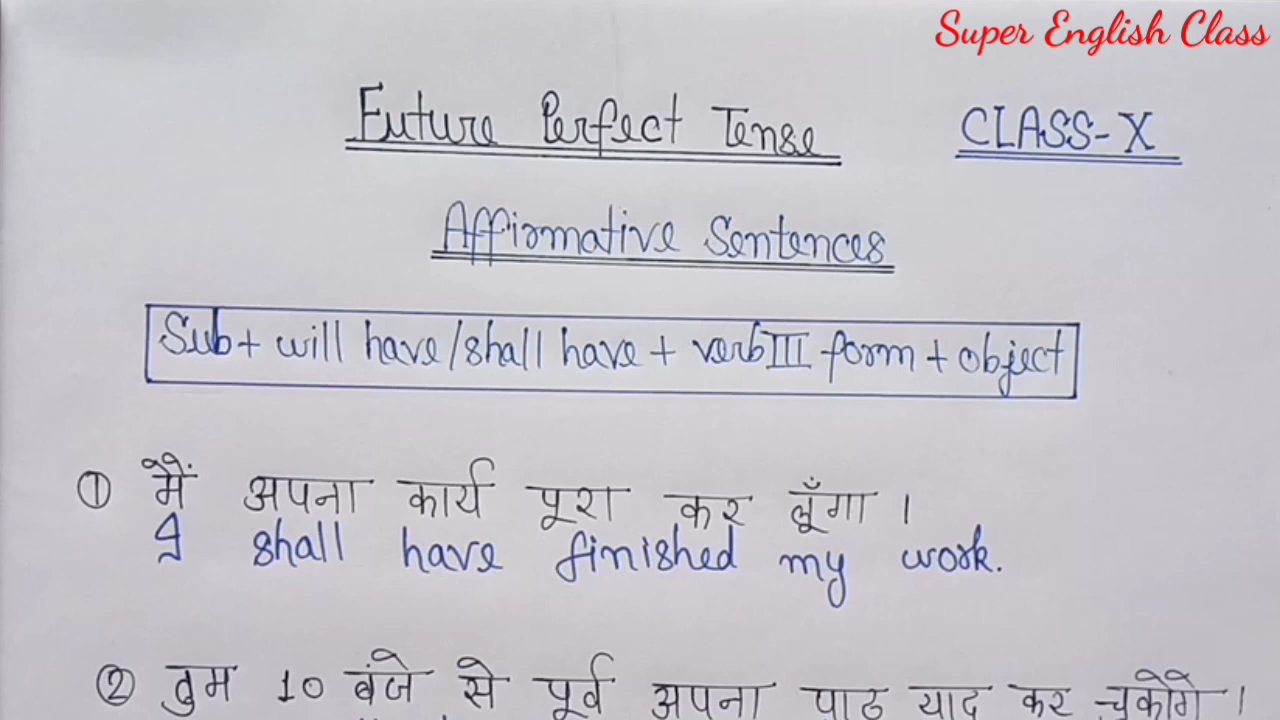 Super English Class
Future Perfect Tense CLASS-X
Affirmative Sentences
Sub+ will have/shall have + verb III form + object
① मैं अपना कार्य पूरा कर लूँगा ।
I shall have finished my work.
② तुम 10 बजे से पूर्व अपना पाठ याद कर चुकोगे ।